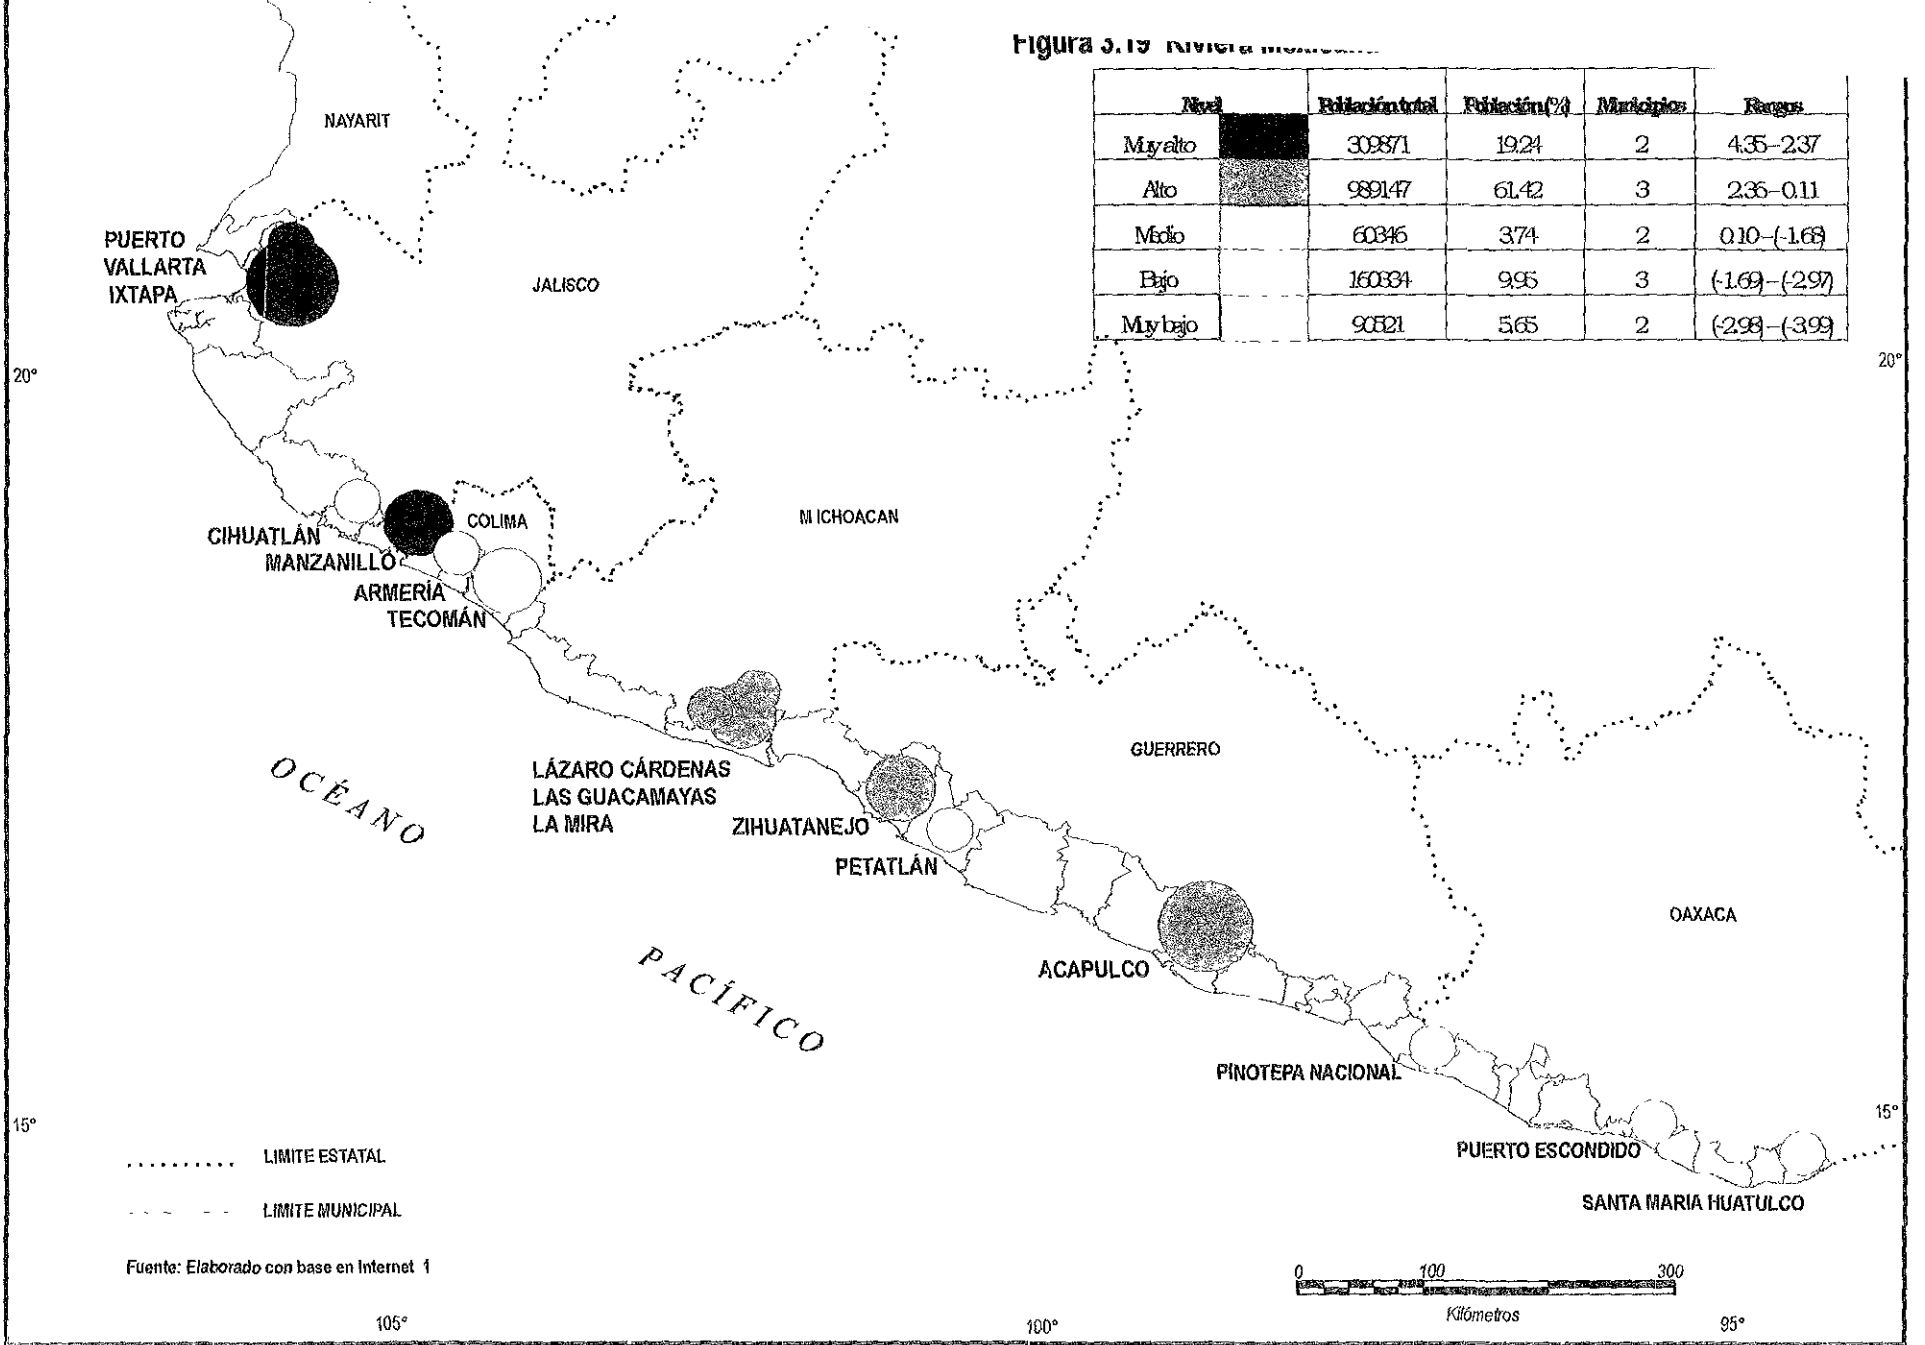 Figura 3.19 Riviera
Nivel Población total Población (%) Municipios Rangos
Muy alto 309871 19.24 2 4.35-2.37
Alto 989147 61.42 3 2.36-0.11
Medio 60346 3.74 2 0.10-(-1.68)
Bajo 160334 9.95 3 (-1.69)-(-2.97)
Muy bajo 90521 5.65 2 (-2.98)-(-3.99)
NAYARIT
PUERTO
VALLARTA
IXTAPA
JALISCO
20°
20°
CIHUATLÁN
COLIMA
MICHOACAN
MANZANILLO
ARMERÍA
TECOMÁN
OCÉANO
LÁZARO CÁRDENAS
LAS GUACAMAYAS
LA MIRA
ZIHUATANEJO
GUERRERO
PETATLÁN
OAXACA
PACÍFICO
ACAPULCO
PINOTEPA NACIONAL
15°
15°
PUERTO ESCONDIDO
SANTA MARIA HUATULCO
LIMITE ESTATAL
LIMITE MUNICIPAL
Fuente: Elaborado con base en Internet 1
0 100 300
Kilómetros
105°
100°
95°